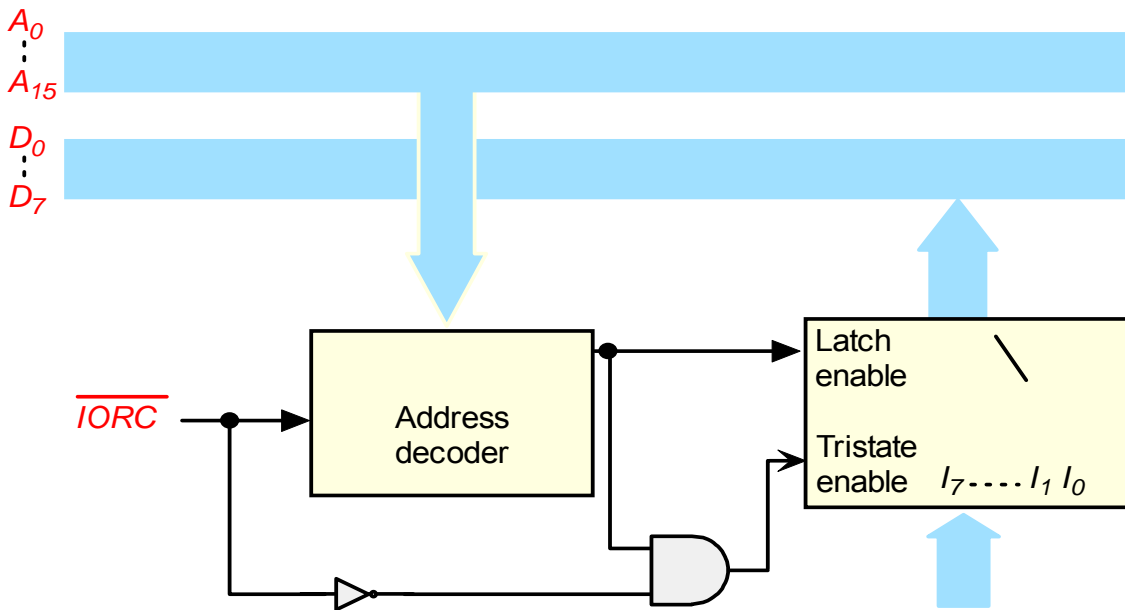 A₀
A₁₅
D₀
D₇
Latch
enable
IORC
Address
decoder
Tristate
enable
I₇ - - - - I₁ I₀